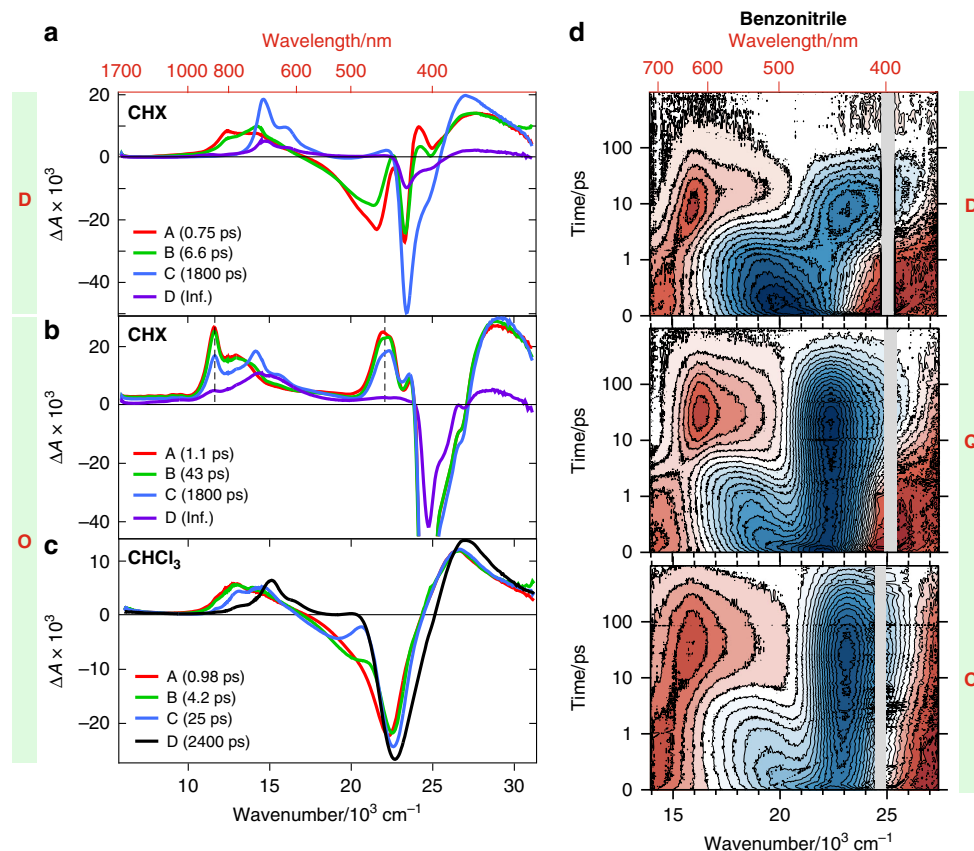 a
Wavelength/nm
1700 1000 800 600 500 450 400
D
CHX
20
0
−20
−40
ΔA × 10³
A (0.75 ps)
B (6.6 ps)
C (1800 ps)
D (Inf.)
O
b
CHX
20
0
−20
−40
ΔA × 10³
A (1.1 ps)
B (43 ps)
C (1800 ps)
D (Inf.)
c
CHCl₃
10
0
−10
−20
ΔA × 10³
A (0.98 ps)
B (4.2 ps)
C (25 ps)
D (2400 ps)
10 15 20 25 30
Wavenumber/10³ cm⁻¹
d
Benzonitrile
Wavelength/nm
700 600 500 400
D
100
10
1
0
Time/ps
Q
100
10
1
0
Time/ps
O
100
10
1
0
Time/ps
15 20 25
Wavenumber/10³ cm⁻¹